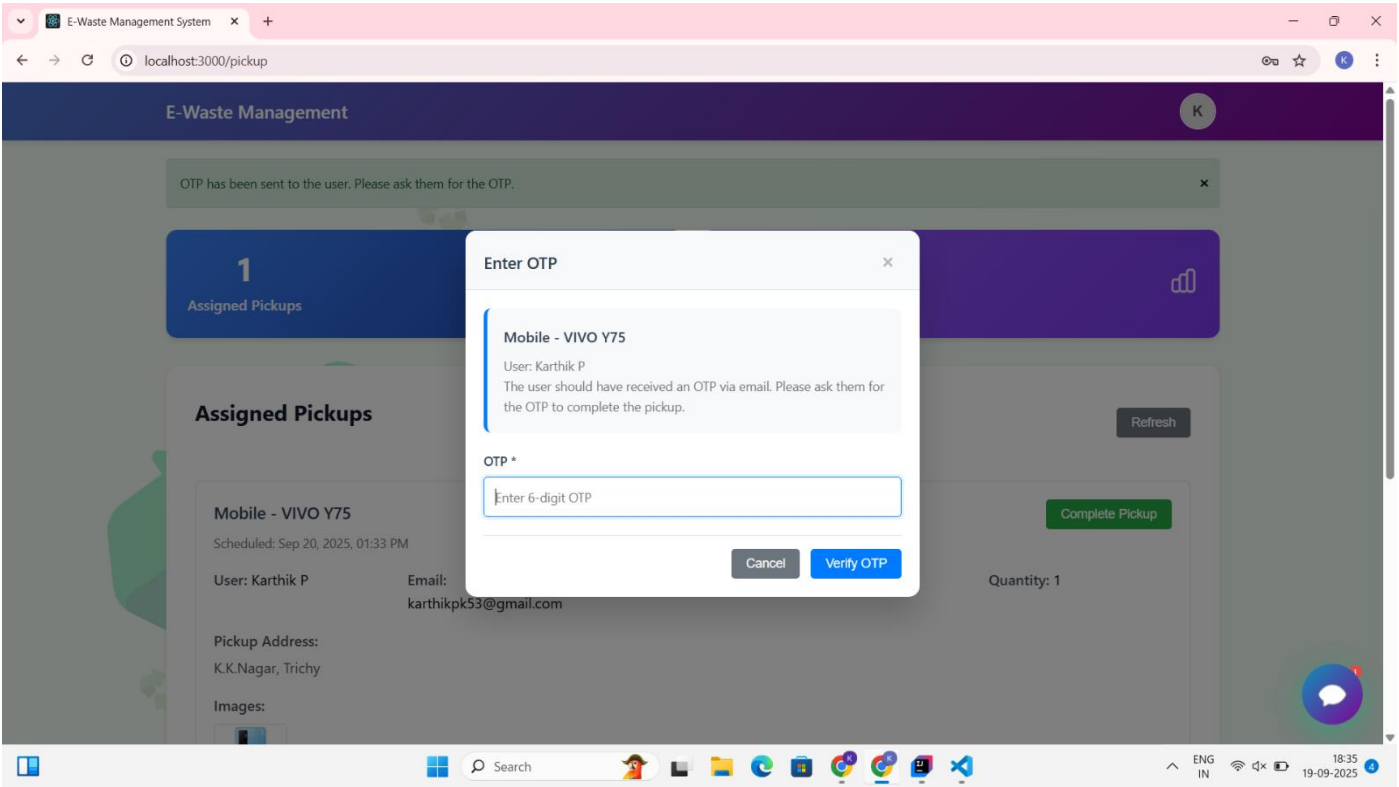 E-Waste Management System
localhost:3000/pickup
K
E-Waste Management
K
OTP has been sent to the user. Please ask them for the OTP.
1
Assigned Pickups
Enter OTP
Mobile - VIVO Y75
User: Karthik P
The user should have received an OTP via email. Please ask them for
the OTP to complete the pickup.
OTP *
Enter 6-digit OTP
Cancel
Verify OTP
Assigned Pickups
Refresh
Mobile - VIVO Y75
Complete Pickup
Scheduled: Sep 20, 2025, 01:33 PM
User: Karthik P
Email:
Quantity: 1
karthikpk53@gmail.com
Pickup Address:
K.K.Nagar, Trichy
Images:
1
Search
K
K
ENG
IN
18:35
19-09-2025
4